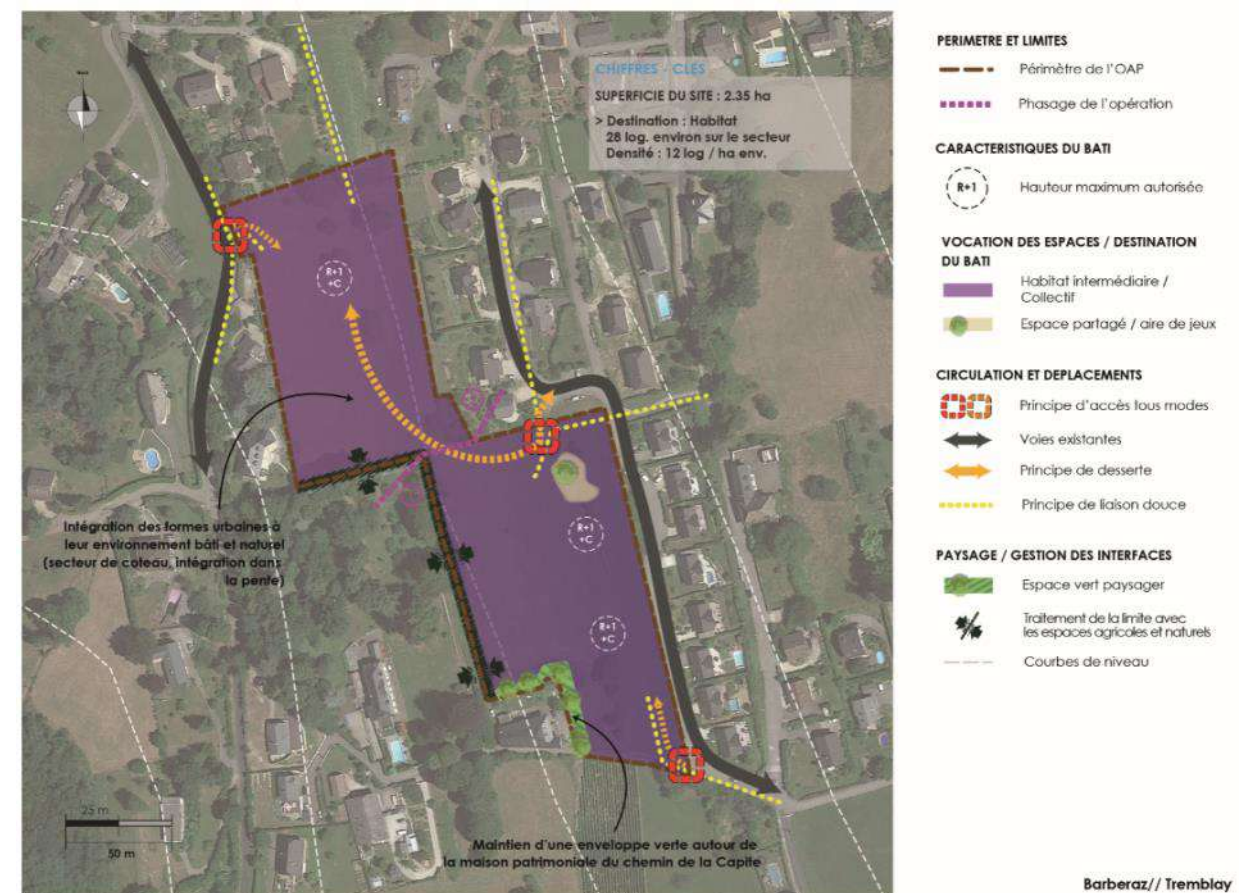 CHIFFRES - CLES
SUPERFICIE DU SITE : 2.35 ha
> Destination : Habitat
28 log. environ sur le secteur
Densité : 12 log / ha env.
R+1
+C
R+1
+C
R+1
+C
Intégration des formes urbaines à
leur environnement bâti et naturel
(secteur de coteau, intégration dans
la pente)
Maintien d'une enveloppe verte autour de
la maison patrimoniale du chemin de la Capite
25 m
50 m
PERIMETRE ET LIMITES
Périmètre de l'OAP
Phasage de l'opération
CARACTERISTIQUES DU BATI
R+1
Hauteur maximum autorisée
VOCATION DES ESPACES / DESTINATION
DU BATI
Habitat intermédiaire /
Collectif
Espace partagé / aire de jeux
CIRCULATION ET DEPLACEMENTS
Principe d'accès tous modes
Voies existantes
Principe de desserte
Principe de liaison douce
PAYSAGE / GESTION DES INTERFACES
Espace vert paysager
Traitement de la limite avec
les espaces agricoles et naturels
Courbes de niveau
Barberaz// Tremblay